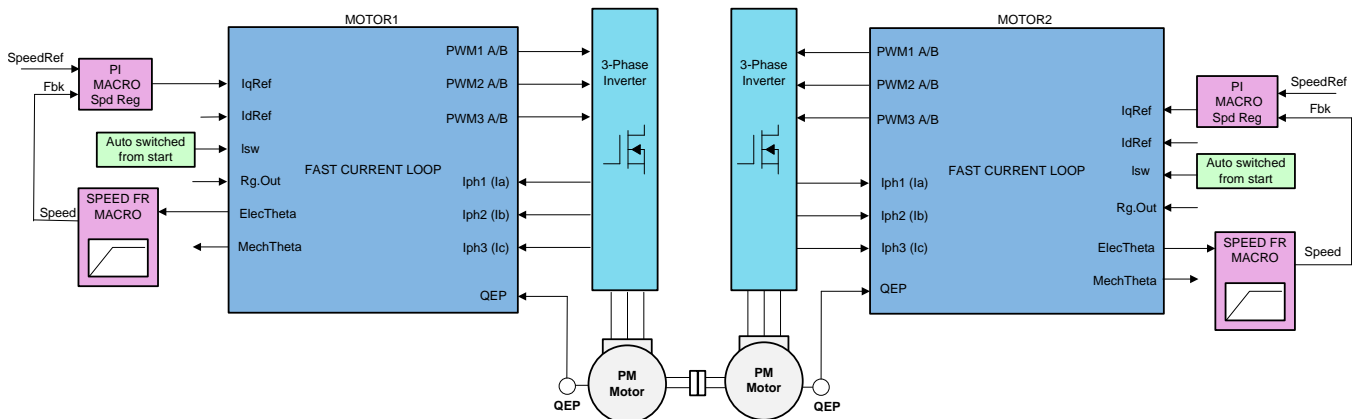 MOTOR1
SpeedRef
Fbk
PI
MACRO
Spd Reg
Auto switched
from start
SPEED FR
MACRO
Speed
IqRef
IdRef
Isw
Rg.Out
ElecTheta
MechTheta
FAST CURRENT LOOP
PWM1 A/B
PWM2 A/B
PWM3 A/B
Iph1 (Ia)
Iph2 (Ib)
Iph3 (Ic)
QEP
3-Phase
Inverter
PM
Motor
QEP
MOTOR2
3-Phase
Inverter
PWM1 A/B
PWM2 A/B
PWM3 A/B
Iph1 (Ia)
Iph2 (Ib)
Iph3 (Ic)
QEP
FAST CURRENT LOOP
IqRef
IdRef
Isw
Rg.Out
ElecTheta
MechTheta
PI
MACRO
Spd Reg
SpeedRef
Fbk
Auto switched
from start
SPEED FR
MACRO
Speed
PM
Motor
QEP